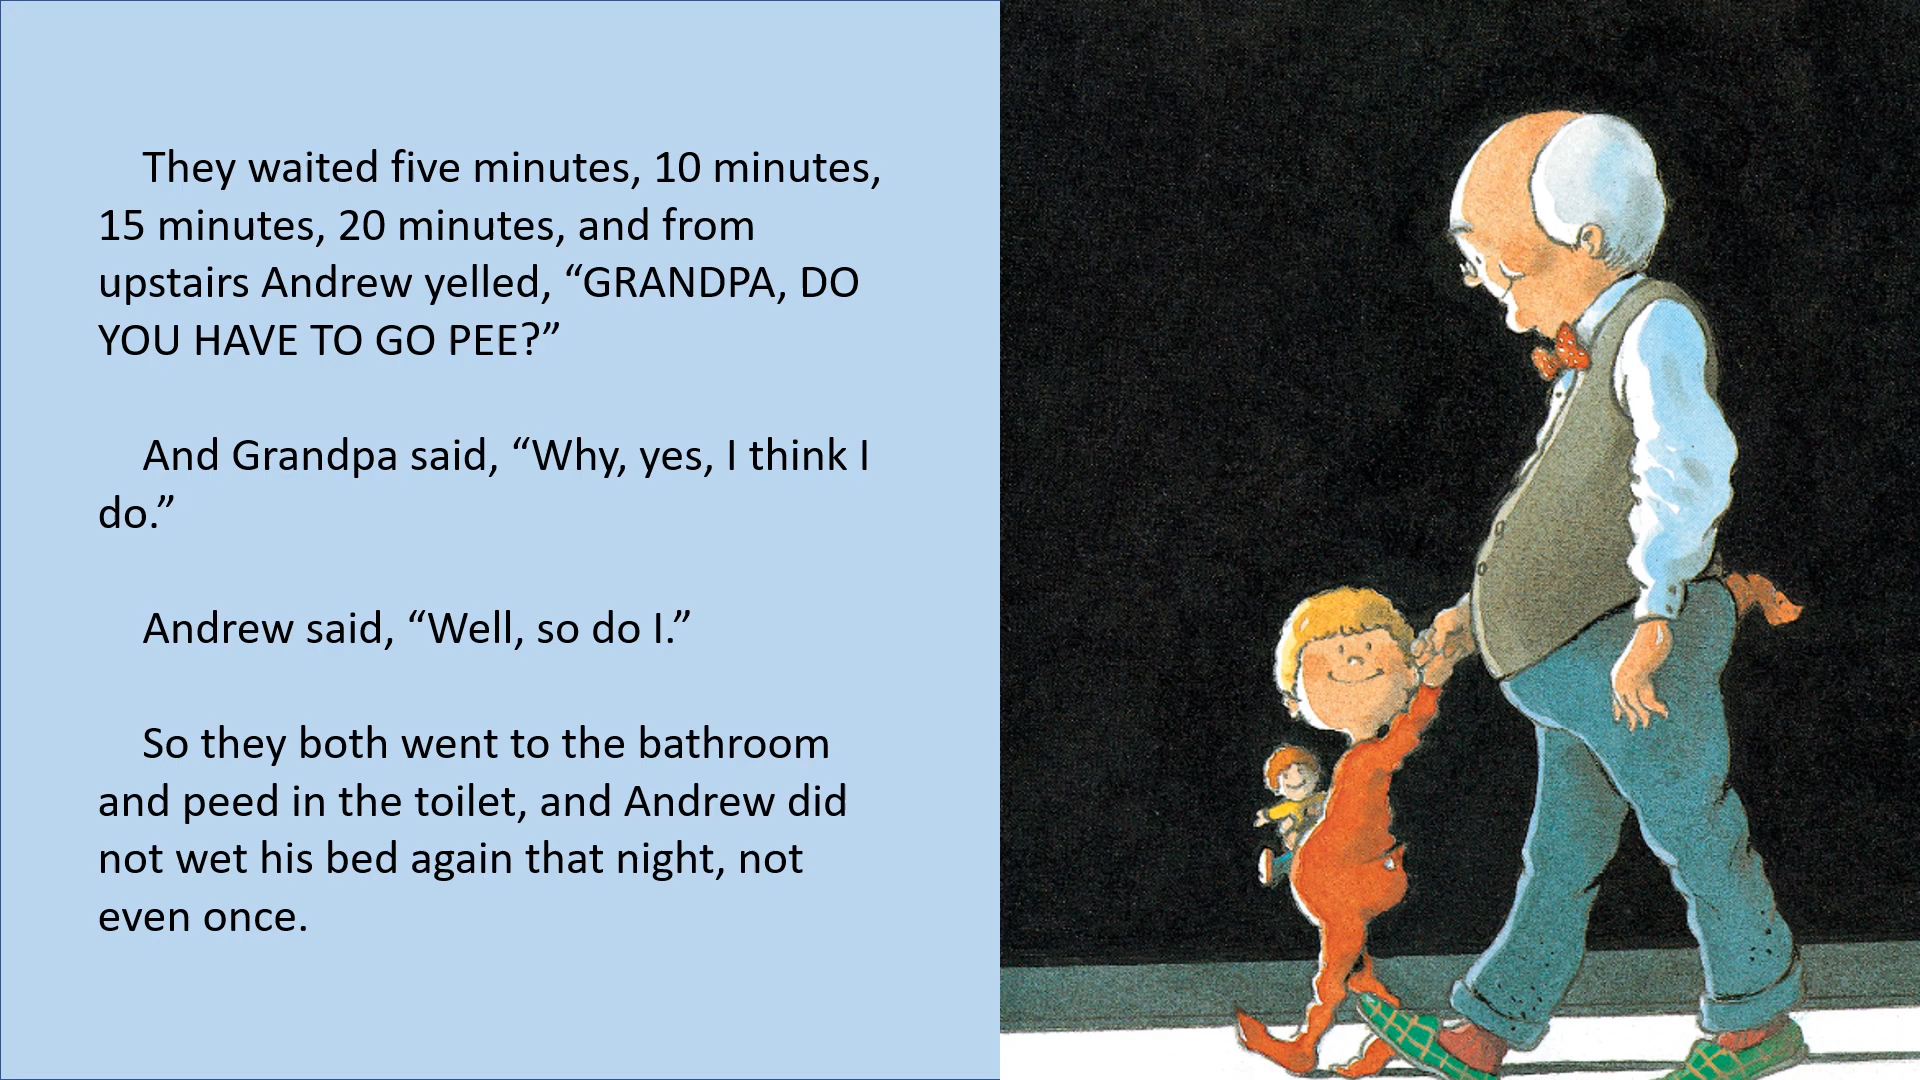 They waited five minutes, 10 minutes,
15 minutes, 20 minutes, and from
upstairs Andrew yelled, “GRANDPA, DO
YOU HAVE TO GO PEE?”
And Grandpa said, “Why, yes, I think I
do.”
Andrew said, “Well, so do I.”
So they both went to the bathroom
and peed in the toilet, and Andrew did
not wet his bed again that night, not
even once.